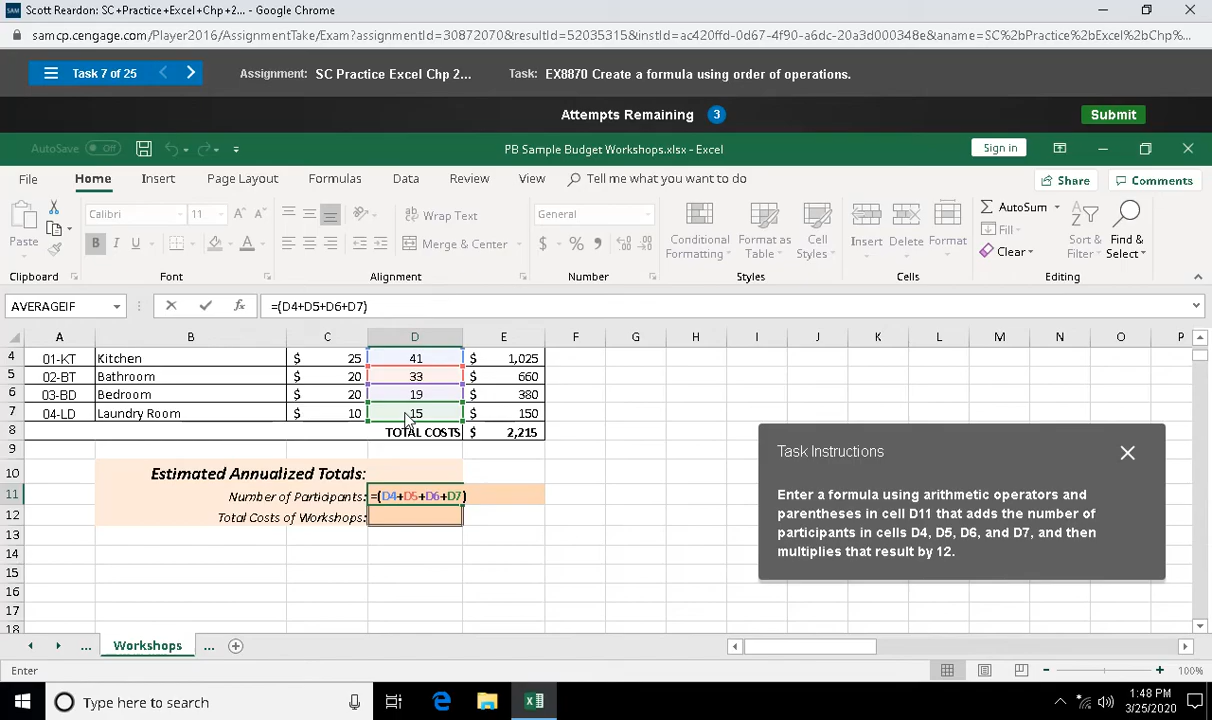 Scott Reardon: SC+Practice+Excel+Chp+2... - Google Chrome
samcp.cengage.com/Player2016/AssignmentTake/Exam?assignmentId=30872070&resultId=52035315&instId=ac420ffd-0d67-4f90-a6dc-20a3d000348e&aname=SC%2bPractice%2bExcel%2bChp%2...
Task 7 of 25 Assignment: SC Practice Excel Chp 2... Task: EX8870 Create a formula using order of operations.
Attempts Remaining 3 Submit
AutoSave Off PB Sample Budget Workshops.xlsx - Excel Sign in
File Home Insert Page Layout Formulas Data Review View Tell me what you want to do Share Comments
Paste Calibri 11 Wrap Text General Conditional Formatting Format as Table Cell Styles Insert Delete Format AutoSum Sort & Filter Find & Select
B I U Merge & Center $ % Fill Clear
Clipboard Font Alignment Number Styles Cells Editing
AVERAGEIF =(D4+D5+D6+D7)
A B C D E F G H I J K L M N O P
4 01-KT Kitchen $ 25 41 $ 1,025
5 02-BT Bathroom $ 20 33 $ 660
6 03-BD Bedroom $ 20 19 $ 380
7 04-LD Laundry Room $ 10 15 $ 150
8 TOTAL COSTS $ 2,215
9
10 Estimated Annualized Totals:
11 Number of Participants: =(D4+D5+D6+D7)
12 Total Costs of Workshops:
13
14
15
16
17
18
Task Instructions
Enter a formula using arithmetic operators and
parentheses in cell D11 that adds the number of
participants in cells D4, D5, D6, and D7, and then
multiplies that result by 12.
... Workshops ...
Enter 100%
Type here to search 1:48 PM
3/25/2020